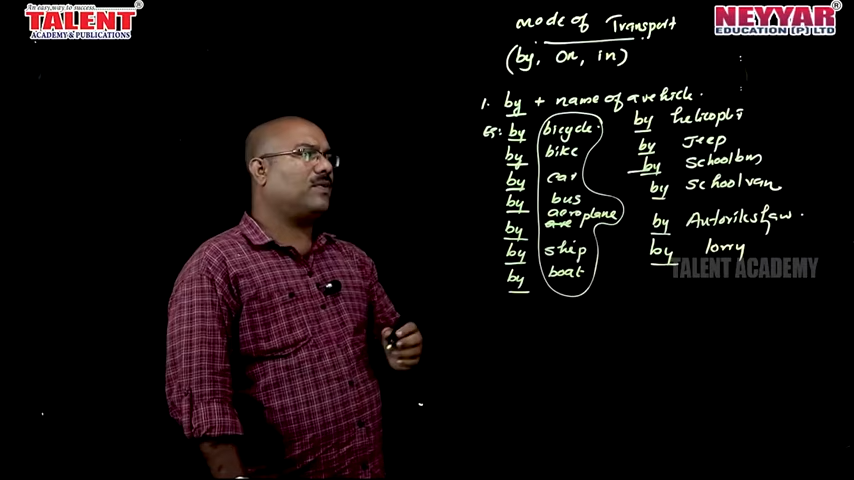 An easy way to success.......
TALENT
ACADEMY & PUBLICATIONS
NEYYAR
EDUCATION (P) LTD
Mode of Transport
(by, on, in)
1. by + name of a vehicle.
Eg: by bicycle.
by bike
by car
by bus
by aeroplane
by ship
by boat
by
by Jeep
by schoolbus
by schoolvan
by Autorikshaw.
by lorry
TALENT ACADEMY